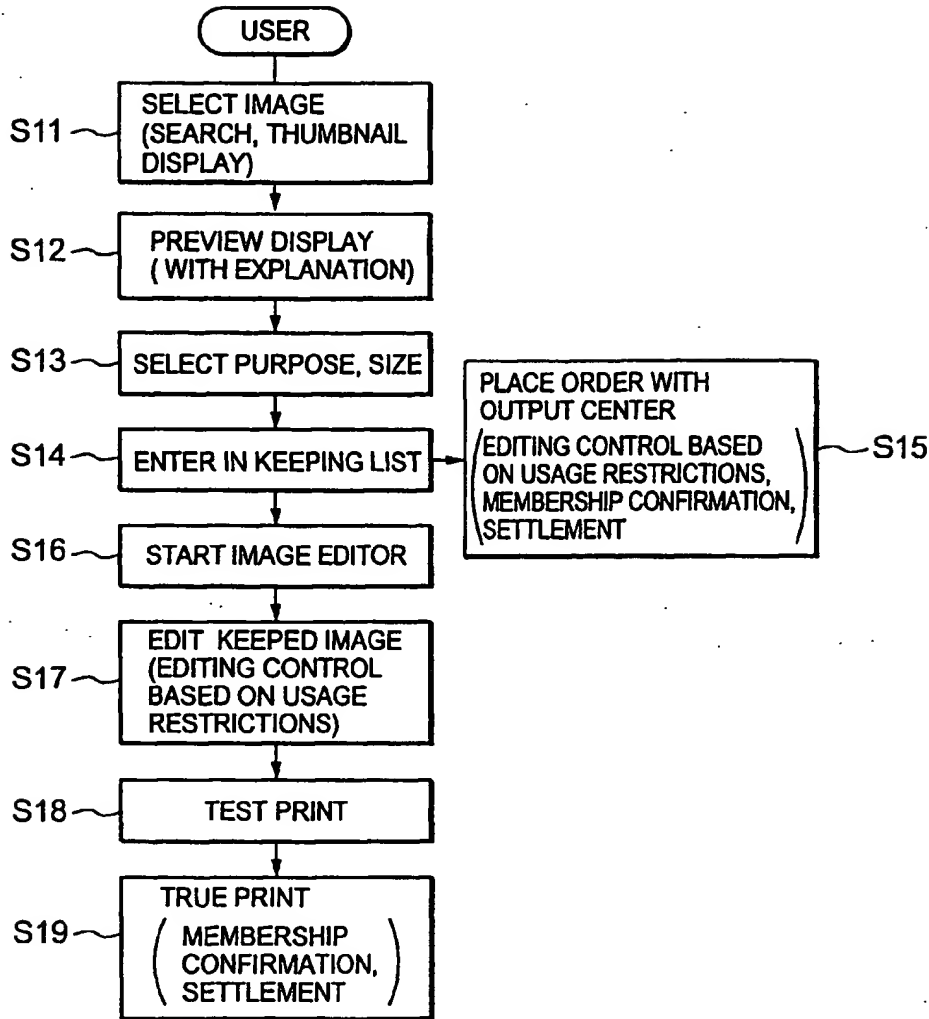 USER
S11
SELECT IMAGE
(SEARCH, THUMBNAIL
DISPLAY)
S12
PREVIEW DISPLAY
( WITH EXPLANATION)
S13
SELECT PURPOSE, SIZE
S14
ENTER IN KEEPING LIST
PLACE ORDER WITH
OUTPUT CENTER
(EDITING CONTROL BASED
ON USAGE RESTRICTIONS,
MEMBERSHIP CONFIRMATION,
SETTLEMENT)
S15
S16
START IMAGE EDITOR
S17
EDIT KEEPED IMAGE
(EDITING CONTROL
BASED ON USAGE
RESTRICTIONS)
S18
TEST PRINT
S19
TRUE PRINT
(MEMBERSHIP
CONFIRMATION,
SETTLEMENT)